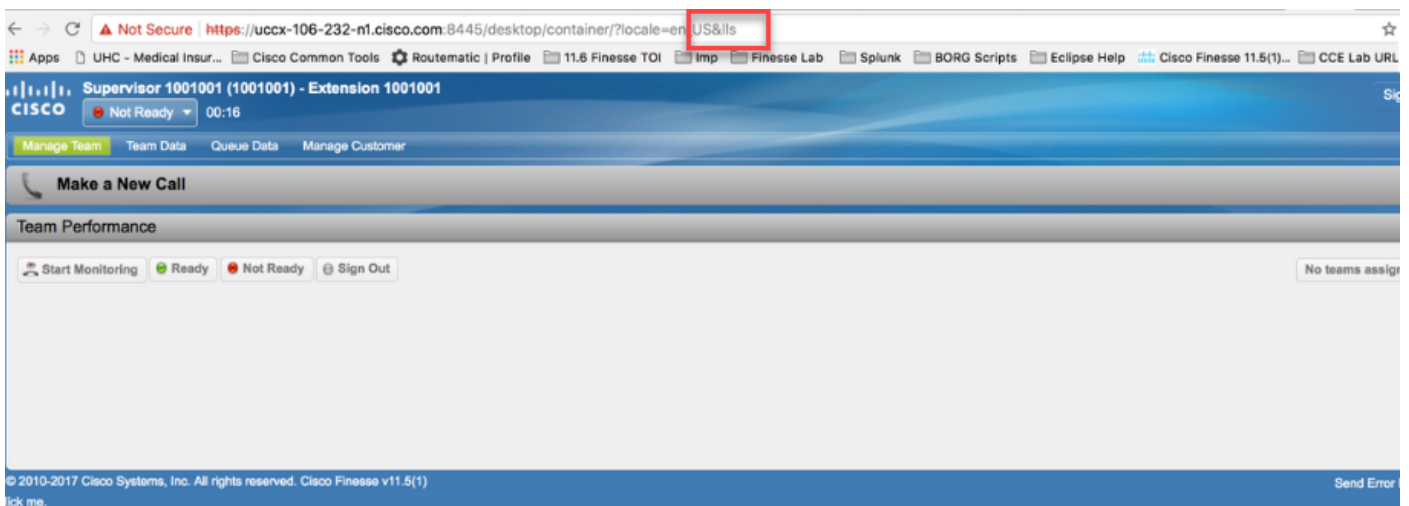 Not Secure https://uccx-106-232-n1.cisco.com:8445/desktop/container/?locale=en_US&lls
Apps UHC - Medical Insur... Cisco Common Tools Routematic | Profile 11.6 Finesse TOI Imp Finesse Lab Splunk BORG Scripts Eclipse Help Cisco Finesse 11.5(1)... CCE Lab URL
CISCO Supervisor 1001001 (1001001) - Extension 1001001
Not Ready 00:16
Manage Team Team Data Queue Data Manage Customer
Make a New Call
Team Performance
Start Monitoring Ready Not Ready Sign Out No teams assign
© 2010-2017 Cisco Systems, Inc. All rights reserved. Cisco Finesse v11.5(1) Send Error
lick me.